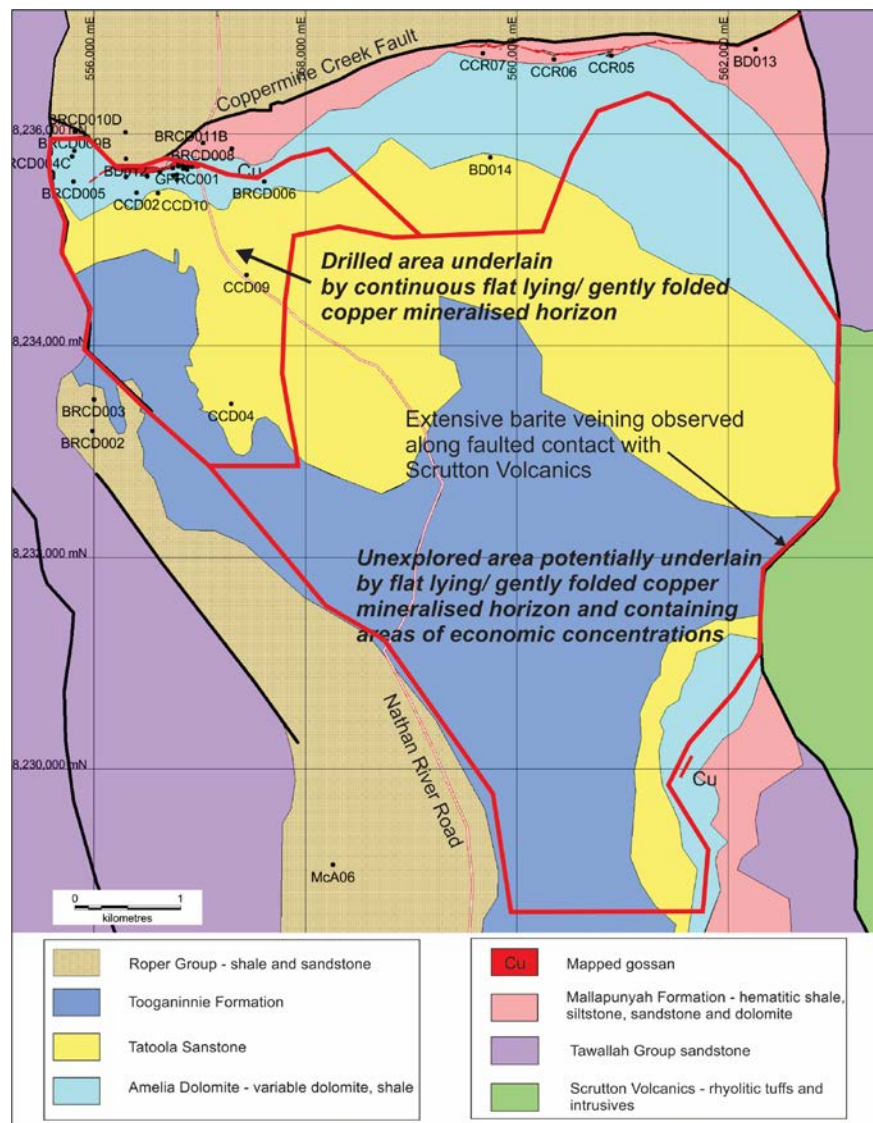 556,000 mE
558,000 mE
560,000 mE
562,000 mE
Coppermine Creek Fault
CCR07
CCR06
CCR05
BD013
BRCD010D
8,236,000
BRCD011B
BRCD008
Cu
GPRC001
BRCD005
CCD02
CCD10
BRCD006
BD014
Drilled area underlain
by continuous flat lying/ gently folded
copper mineralised horizon
CCD09
8,234,000 mN
BRCD003
CCD04
BRCD002
Extensive barite veining observed
along faulted contact with
Scrutton Volcanics
8,232,000 mN
Unexplored area potentially underlain
by flat lying/ gently folded copper
mineralised horizon and containing
areas of economic concentrations
Nathan River Road
8,230,000 mN
Cu
McA06
0 1
kilometres
Roper Group - shale and sandstone
Tooganinnie Formation
Tatoola Sanstone
Amelia Dolomite - variable dolomite, shale
Cu
Mapped gossan
Mallapunyah Formation - hematitic shale,
siltstone, sandstone and dolomite
Tawallah Group sandstone
Scrutton Volcanics - rhyolitic tuffs and
intrusives